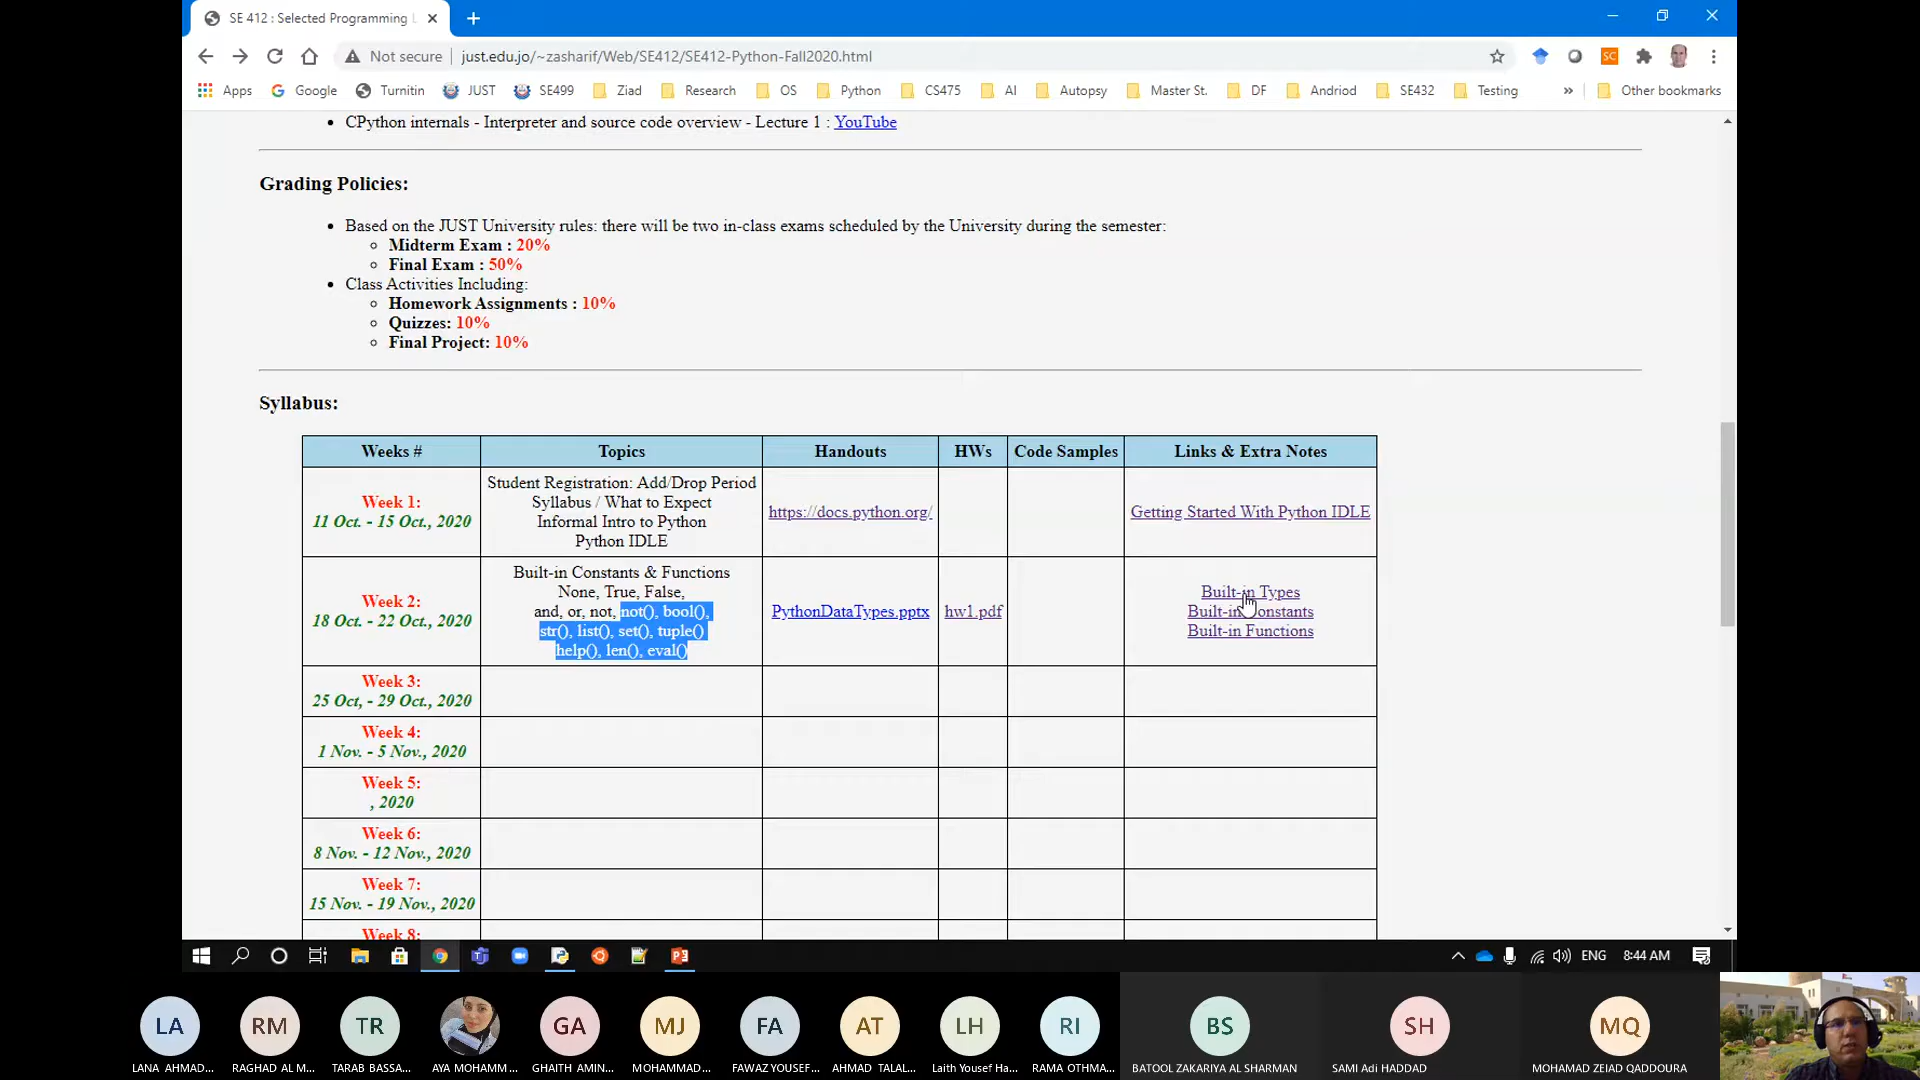 SE 412 : Selected Programming L
Not secure
just.edu.jo/~zasharif/Web/SE412/SE412-Python-Fall2020.html
SC
Apps
Google
Turnitin
JUST
SE499
Ziad
Research
OS
Python
CS475
AI
Autopsy
Master St.
DF
Andriod
SE432
Testing
»
Other bookmarks
• CPython internals - Interpreter and source code overview - Lecture 1 : YouTube
Grading Policies:
• Based on the JUST University rules: there will be two in-class exams scheduled by the University during the semester:
Midterm Exam : 20%
Final Exam : 50%
• Class Activities Including:
Homework Assignments : 10%
Quizzes: 10%
Final Project: 10%
Syllabus:
Weeks # Topics Handouts HWs Code Samples Links & Extra Notes
Week 1:
11 Oct. - 15 Oct., 2020
Student Registration: Add/Drop Period
Syllabus / What to Expect
Informal Intro to Python
Python IDLE
https://docs.python.org/
Getting Started With Python IDLE
Week 2:
18 Oct. - 22 Oct., 2020
Built-in Constants & Functions
None, True, False,
and, or, not, not(), bool(),
str(), list(), set(), tuple()
help(), len(), eval()
PythonDataTypes.pptx
hw1.pdf
Built-in Types
Built-in Constants
Built-in Functions
Week 3:
25 Oct, - 29 Oct., 2020
Week 4:
1 Nov. - 5 Nov., 2020
Week 5:
, 2020
Week 6:
8 Nov. - 12 Nov., 2020
Week 7:
15 Nov. - 19 Nov., 2020
Week 8:
ENG
8:44 AM
LA
RM
TR
GA
MJ
FA
AT
LH
RI
BS
SH
MQ
LANA AHMAD...
RAGHAD AL M...
TARAB BASSA...
AYA MOHAMM ...
GHAITH AMIN...
MOHAMMAD...
FAWAZ YOUSEF...
AHMAD TALAL...
Laith Yousef Ha...
RAMA OTHMA...
BATOOL ZAKARIYA AL SHARMAN
SAMI Adi HADDAD
MOHAMAD ZEIAD QADDOURA